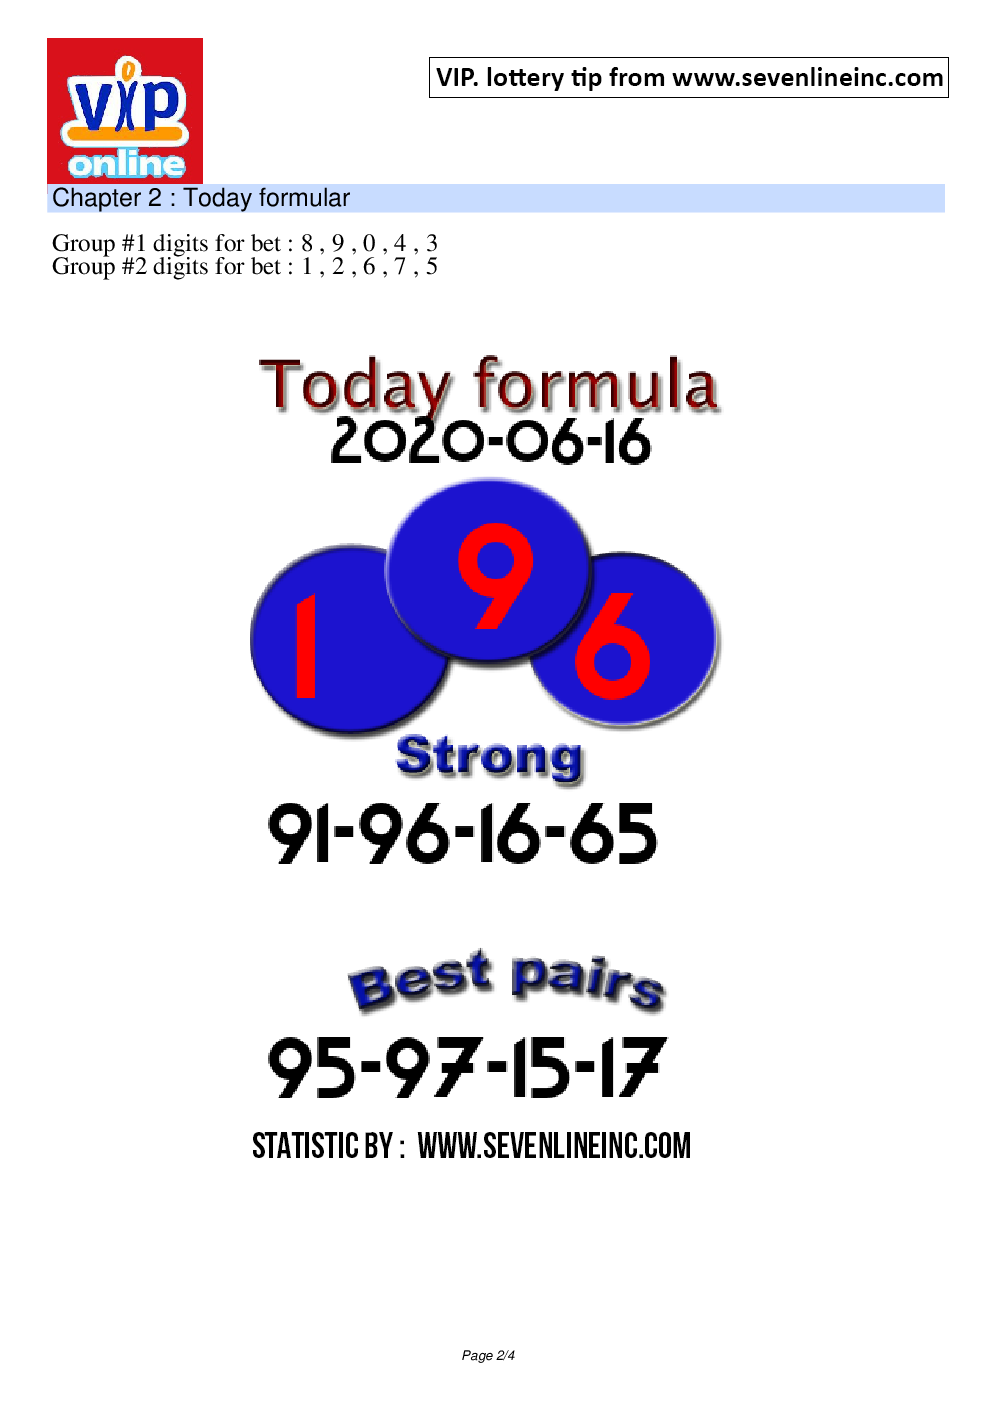 VIP. lottery tip from www.sevenlineinc.com
vip
online
Chapter 2 : Today formular
Group #1 digits for bet : 8 , 9 , 0 , 4 , 3
Group #2 digits for bet : 1 , 2 , 6 , 7 , 5
Today formula
2020-06-16
1 9 6
Strong
91-96-16-65
Best pairs
95-97-15-17
STATISTIC BY : WWW.SEVENLINEINC.COM
Page 2/4